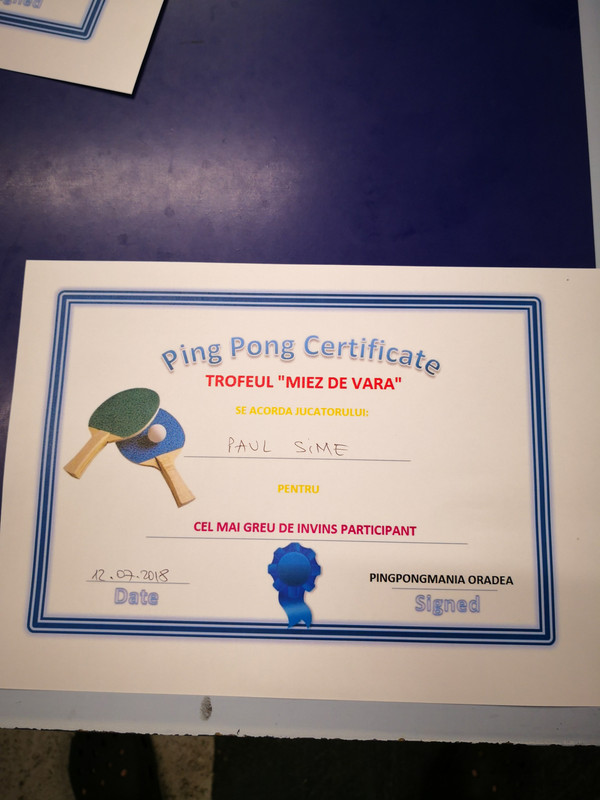 Signed
Ping Pong Certificate
TROFEUL "MIEZ DE VARA"
SE ACORDA JUCATORULUI:
PAUL SiME
PENTRU
CEL MAI GREU DE INVINS PARTICIPANT
12.07.2018
PINGPONGMANIA ORADEA
Date
Signed